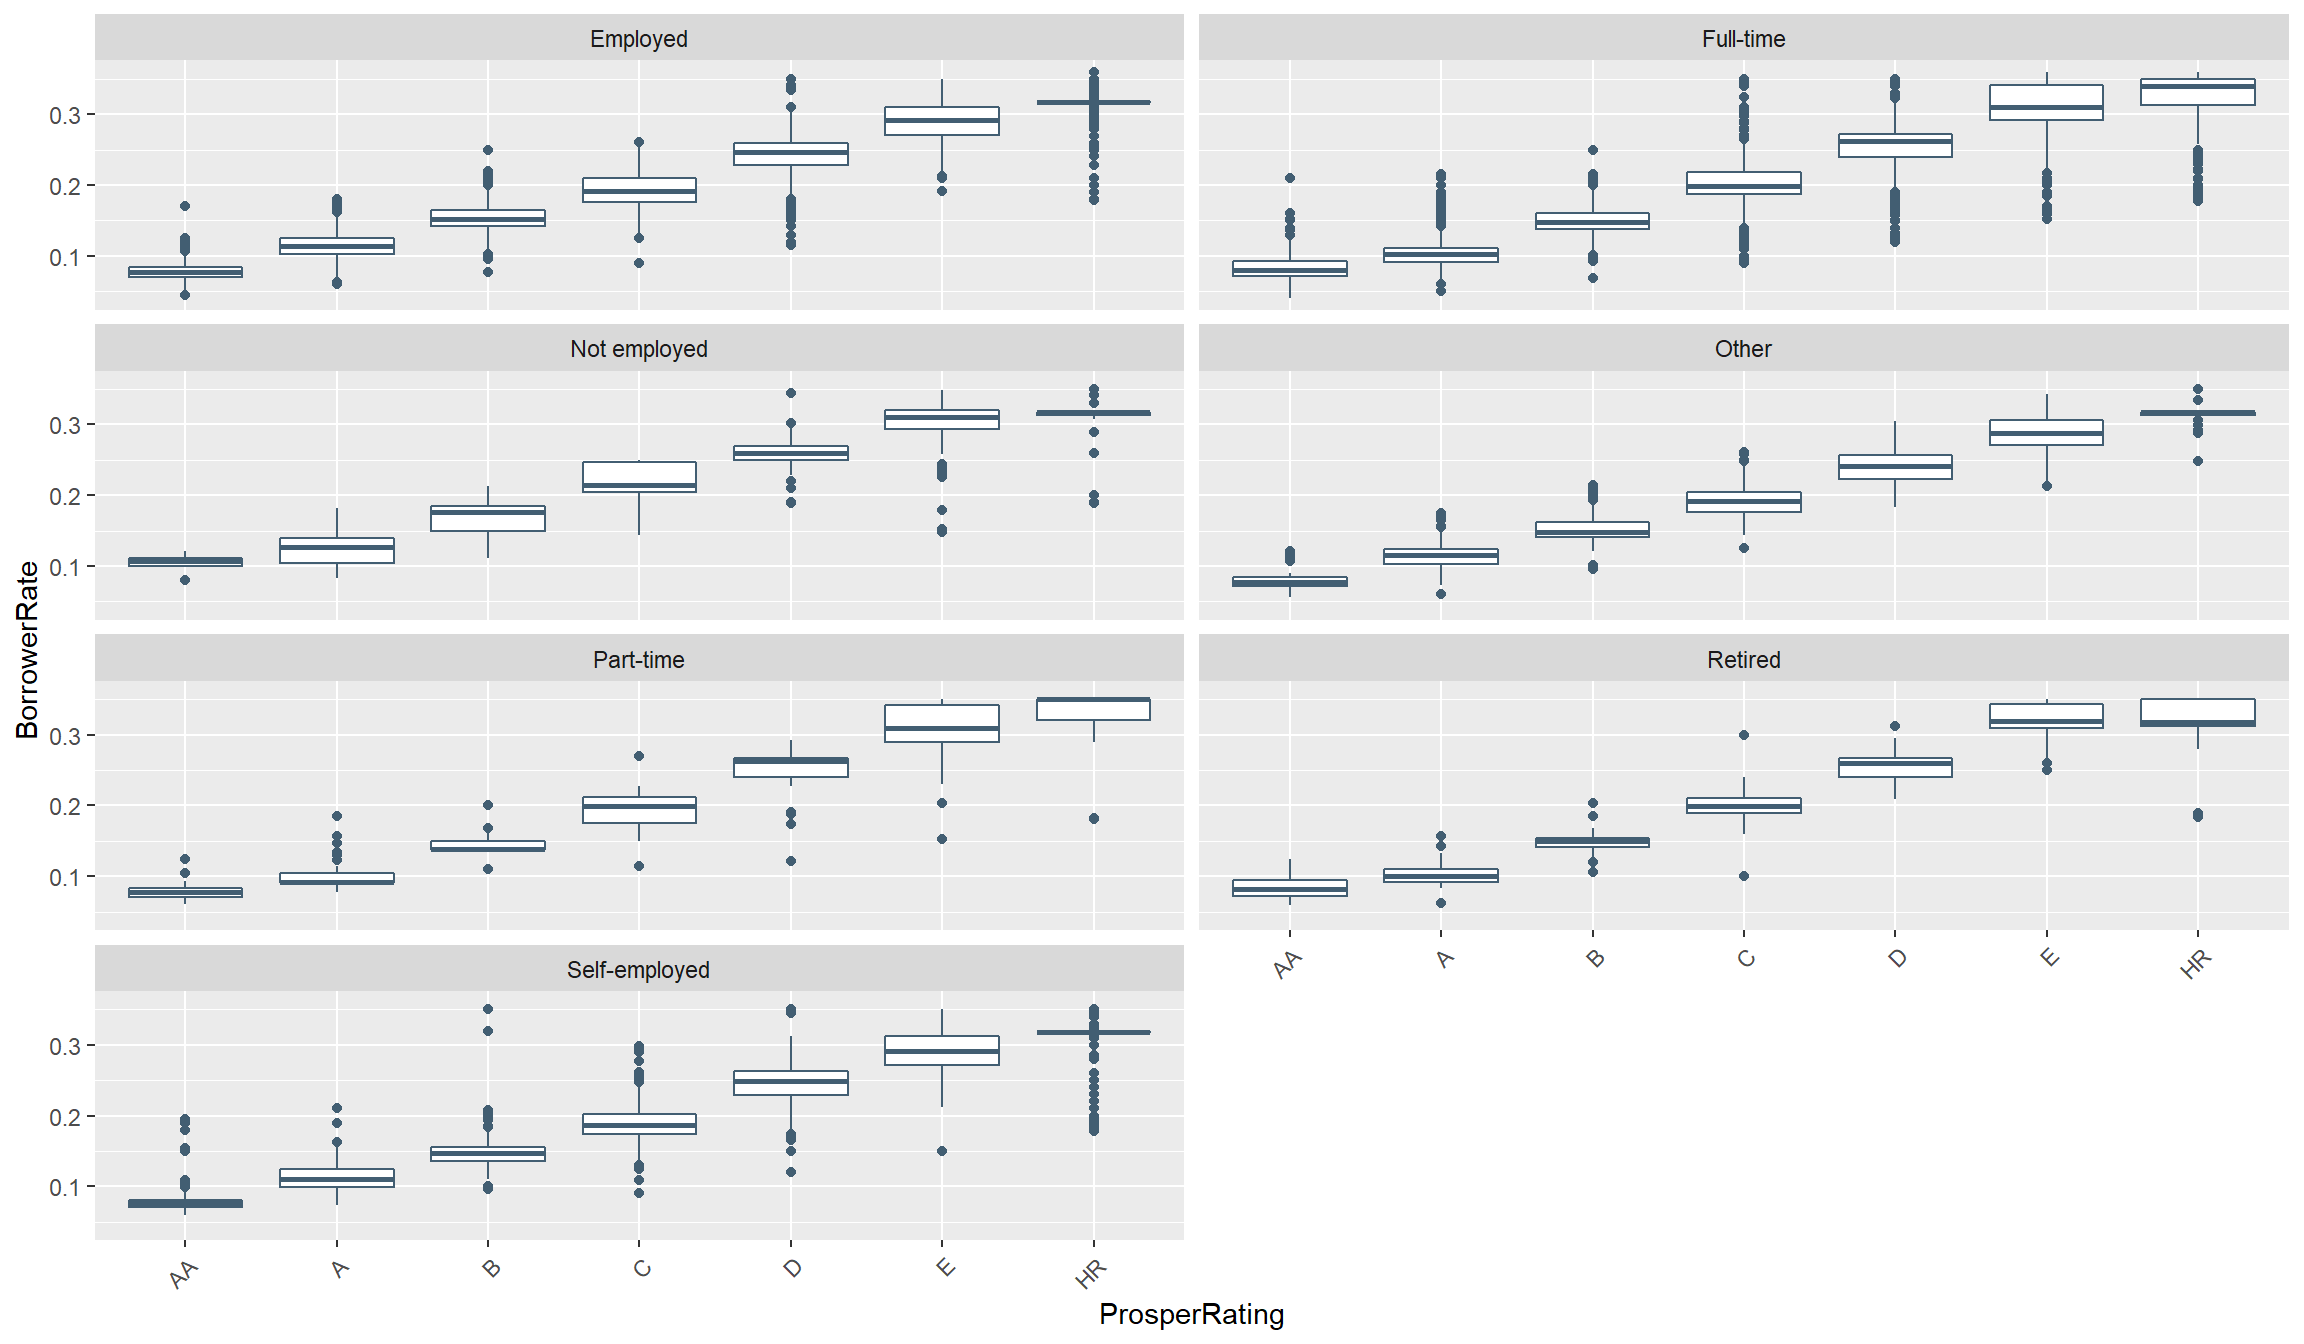 Employed
Full-time
0.3
0.2
0.1
Not employed
Other
0.3
0.2
0.1
BorrowerRate
Part-time
Retired
0.3
0.2
0.1
AA A B C D E HR
Self-employed
0.3
0.2
0.1
AA A B C D E HR
ProsperRating